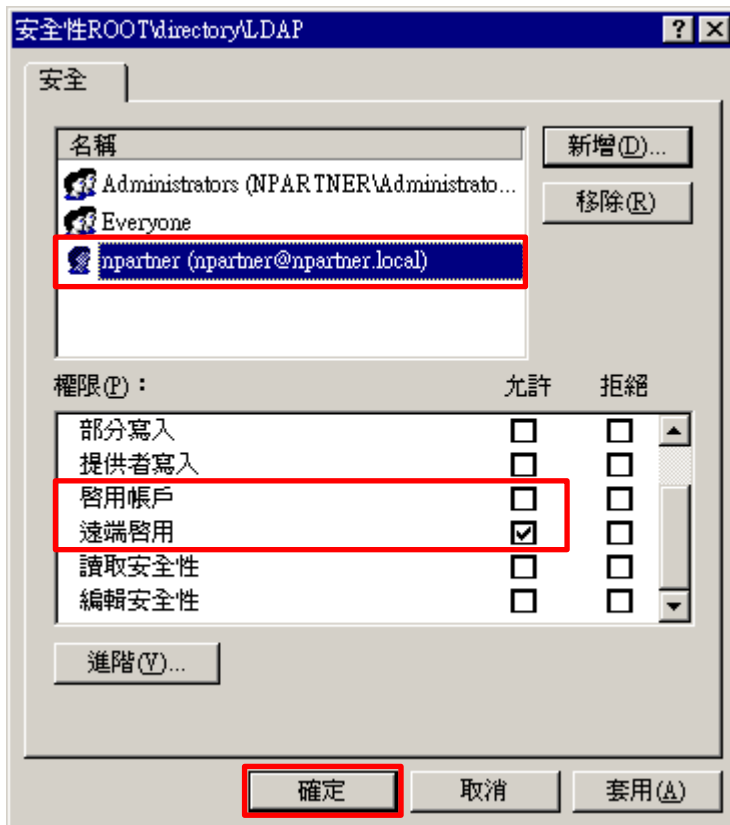 安全性ROOT\directory\LDAP
安全
名稱
Administrators (NPARTNER\Administrato...
Everyone
npartner (npartner@npartner.local)
新增(D)...
移除(R)
權限(P)： 允許 拒絕
部分寫入
提供者寫入
啓用帳戶
遠端啓用
讀取安全性
編輯安全性
進階(V)...
確定 取消 套用(A)